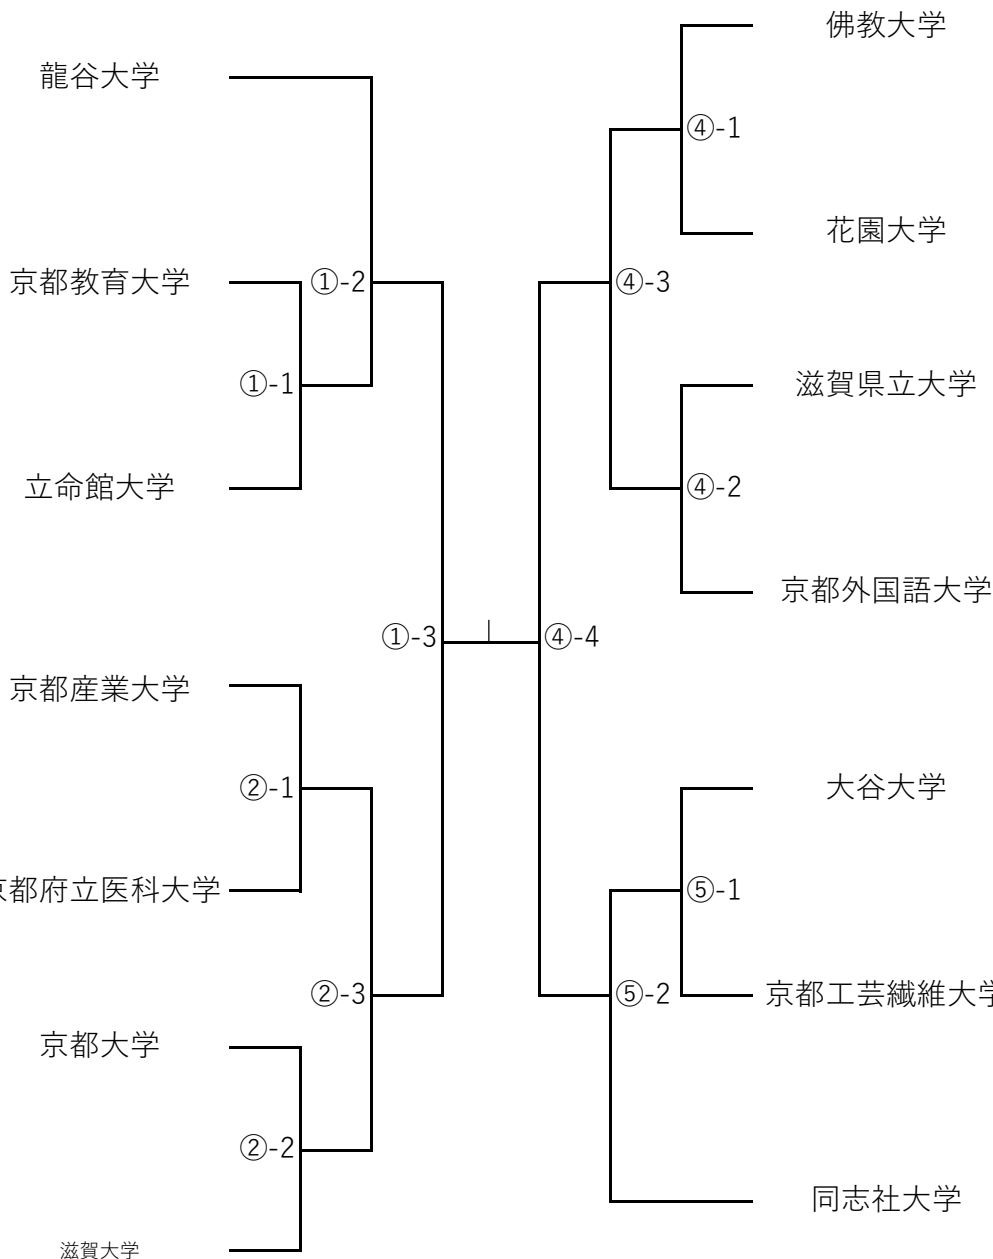 佛教大学
龍谷大学
④-1
花園大学
京都教育大学
①-2
④-3
①-1
滋賀県立大学
立命館大学
④-2
京都外国語大学
①-3
④-4
京都産業大学
②-1
大谷大学
京都府立医科大学
⑤-1
②-3
⑤-2
京都工芸繊維大学
京都大学
②-2
同志社大学
滋賀大学